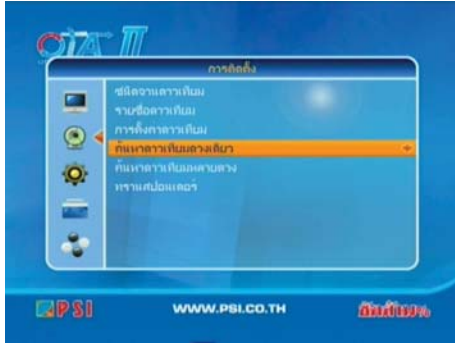 OTA II
การติดตั้ง
ชนิดจานดาวเทียม
รายชื่อดาวเทียม
การตั้งค่าดาวเทียม
ค้นหาดาวเทียมดวงเดียว
ค้นหาดาวเทียมหลายดวง
ทรานสปอนเดอร์
PSI
WWW.PSI.CO.TH